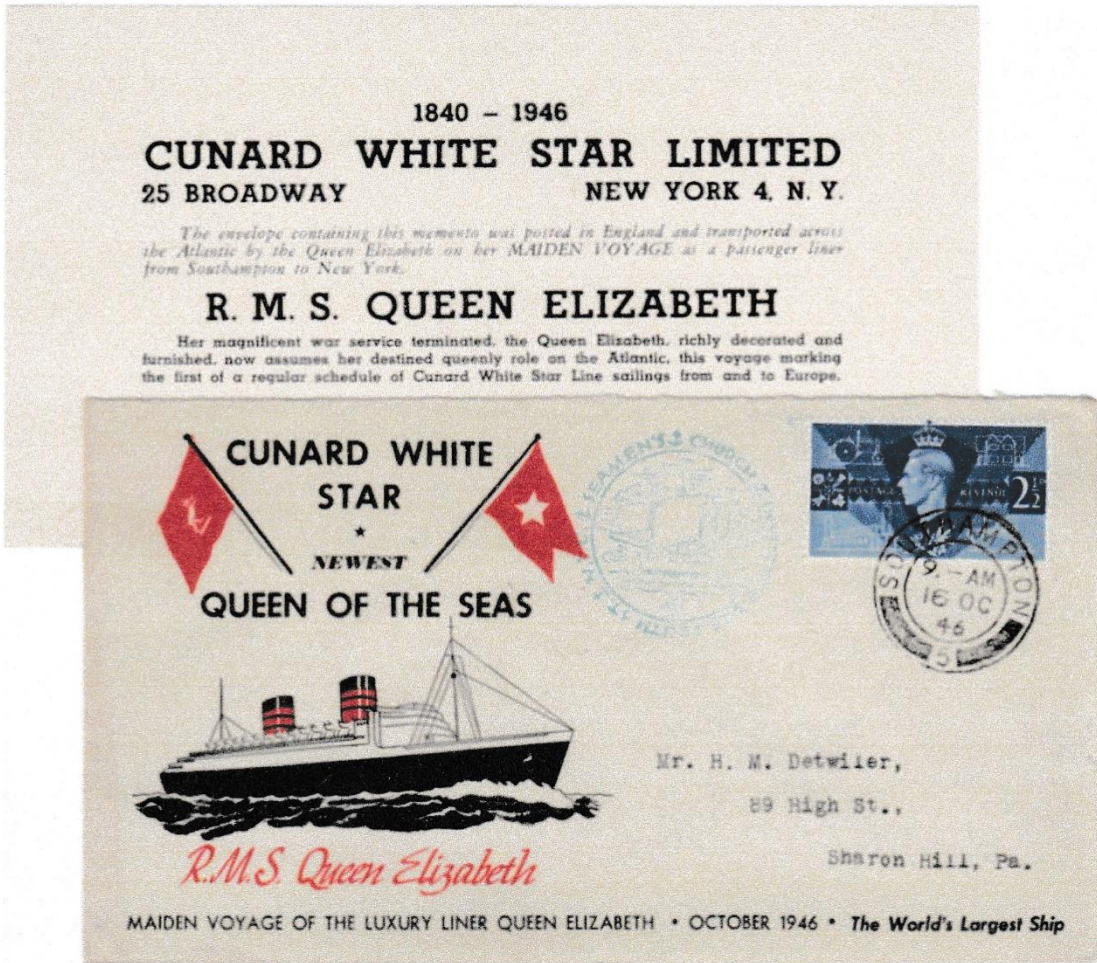 1840 – 1946
CUNARD WHITE STAR LIMITED
25 BROADWAY NEW YORK 4, N. Y.
The envelope containing this memento was posted in England and transported across
the Atlantic by the Queen Elizabeth on her MAIDEN VOYAGE as a passenger liner
from Southampton to New York.
R. M. S. QUEEN ELIZABETH
Her magnificent war service terminated, the Queen Elizabeth, richly decorated and
furnished, now assumes her destined queenly role on the Atlantic, this voyage marking
the first of a regular schedule of Cunard White Star Line sailings from and to Europe.
CUNARD WHITE
STAR
NEWEST
QUEEN OF THE SEAS
SEAMEN'S CHURCH
POSTAGE REVENUE 2½D
SOUTHAMPTON
9. – AM
16 OC
46
5
Mr. H. M. Detwiler,
89 High St.,
Sharon Hill, Pa.
R.M.S. Queen Elizabeth
MAIDEN VOYAGE OF THE LUXURY LINER QUEEN ELIZABETH • OCTOBER 1946 • The World's Largest Ship